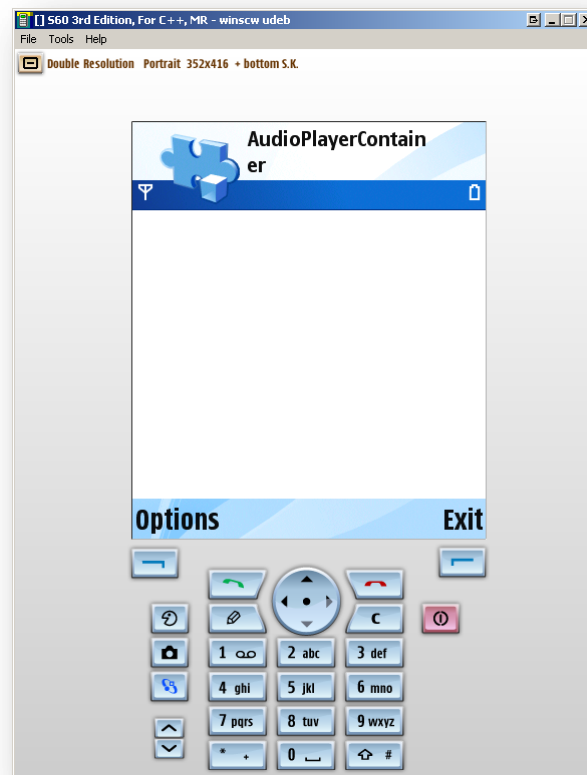 [] S60 3rd Edition, For C++, MR - winscw udeb
File Tools Help
Double Resolution Portrait 352x416 + bottom S.K.
AudioPlayerContain
er
Options Exit
C
1 2 abc 3 def
4 ghi 5 jkl 6 mno
7 pqrs 8 tuv 9 wxyz
* + 0 #